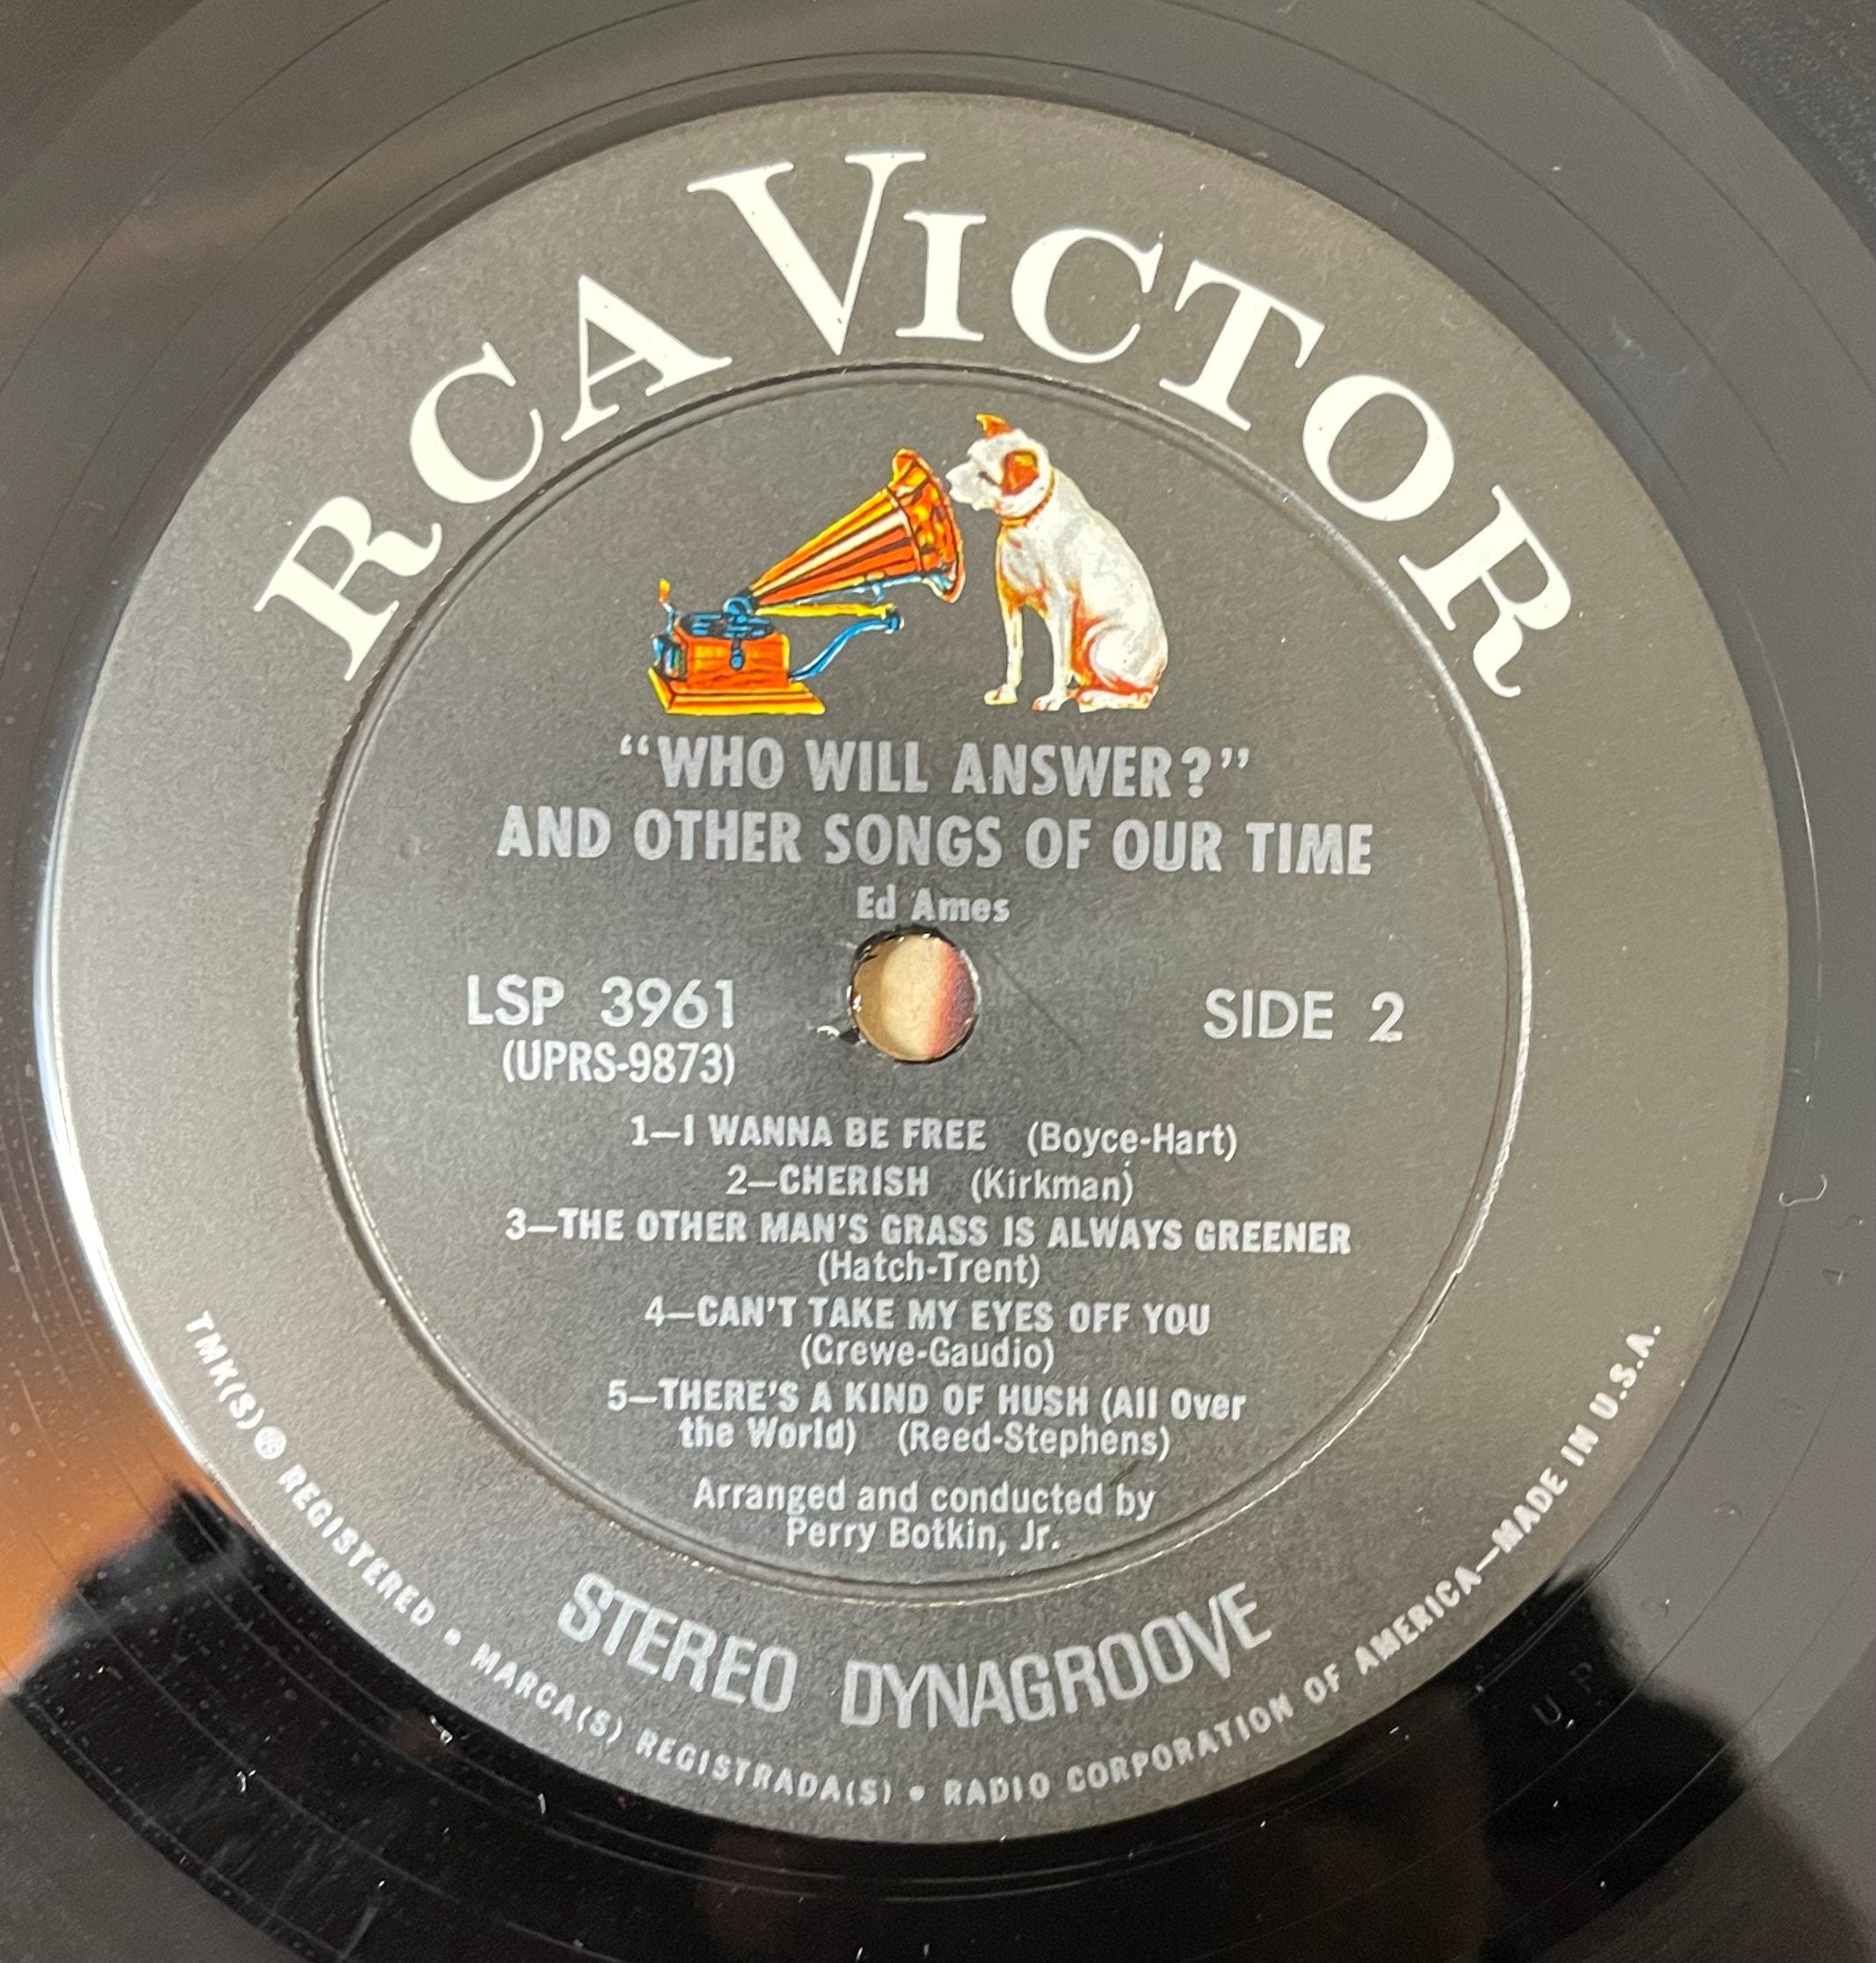 RCA VICTOR
“WHO WILL ANSWER?”
AND OTHER SONGS OF OUR TIME
Ed Ames
LSP 3961
SIDE 2
(UPRS-9873)
1—I WANNA BE FREE (Boyce-Hart)
2—CHERISH (Kirkman)
3—THE OTHER MAN'S GRASS IS ALWAYS GREENER
(Hatch-Trent)
4—CAN'T TAKE MY EYES OFF YOU
(Crewe-Gaudio)
5—THERE'S A KIND OF HUSH (All Over
the World) (Reed-Stephens)
Arranged and conducted by
Perry Botkin, Jr.
STEREO DYNAGROOVE
TMK(S) ® REGISTERED • MARCA(S) REGISTRADA(S) • RADIO CORPORATION OF AMERICA—MADE IN U.S.A.